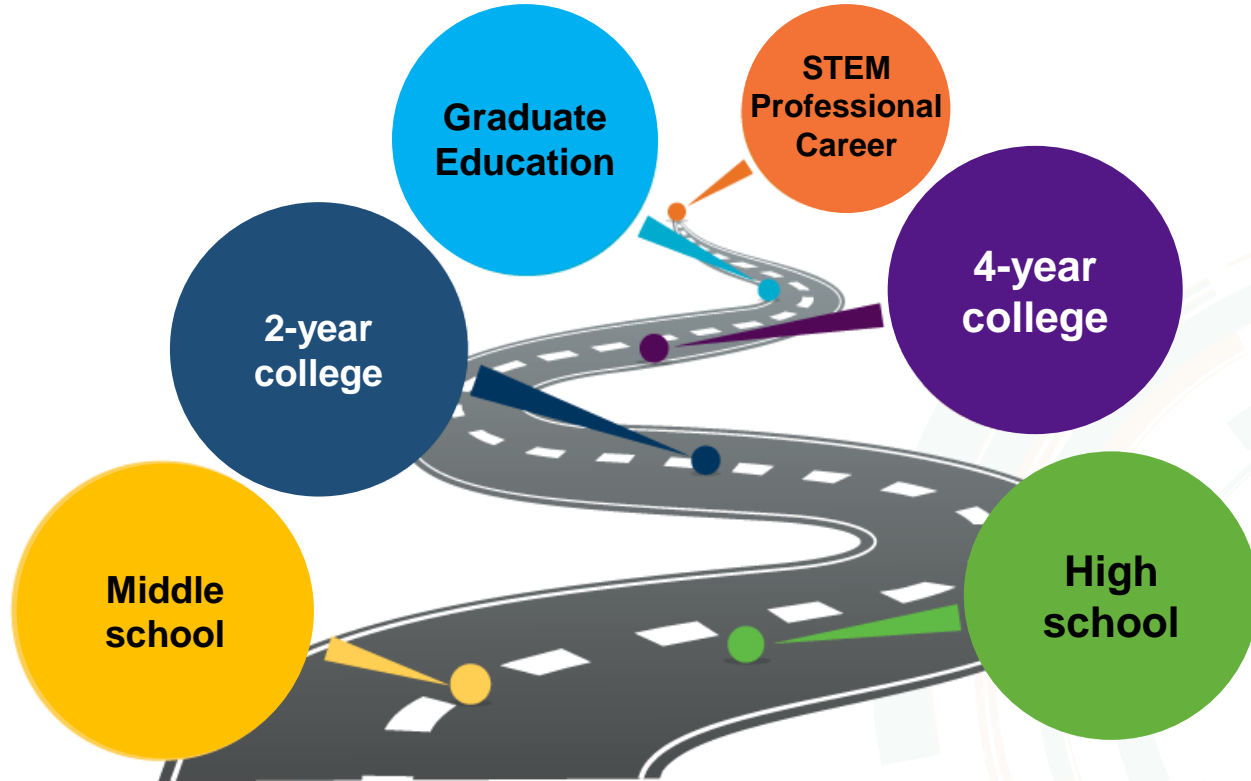 STEM
Professional
Career
Graduate
Education
4-year
college
2-year
college
High
school
Middle
school